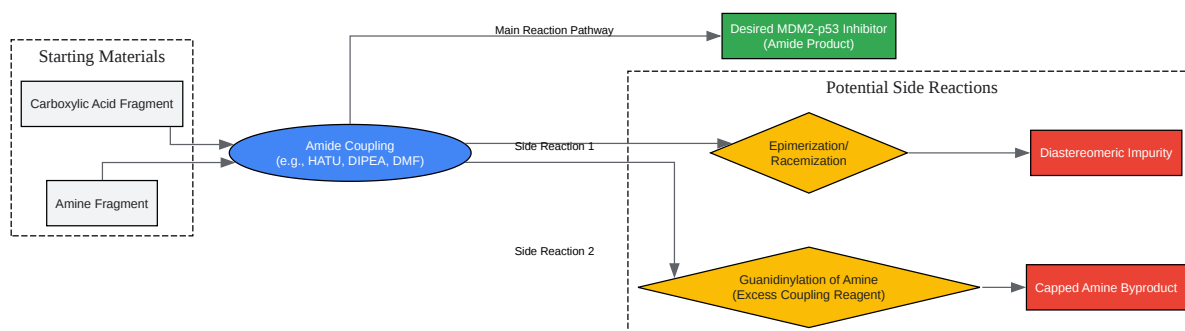 Main Reaction Pathway
Desired MDM2-p53 Inhibitor
(Amide Product)
Starting Materials
Carboxylic Acid Fragment
Amine Fragment
Amide Coupling
(e.g., HATU, DIPEA, DMF)
Side Reaction 1
Side Reaction 2
Potential Side Reactions
Epimerization/
Racemization
Diastereomeric Impurity
Guanidinylation of Amine
(Excess Coupling Reagent)
Capped Amine Byproduct